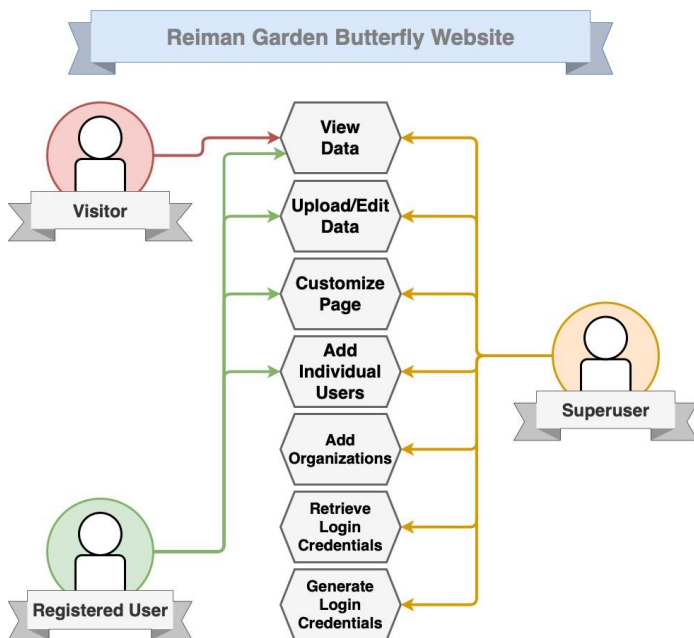 Reiman Garden Butterfly Website
View
Data
Visitor
Upload/Edit
Data
Customize
Page
Add
Individual
Users
Superuser
Add
Organizations
Retrieve
Login
Credentials
Generate
Login
Credentials
Registered User